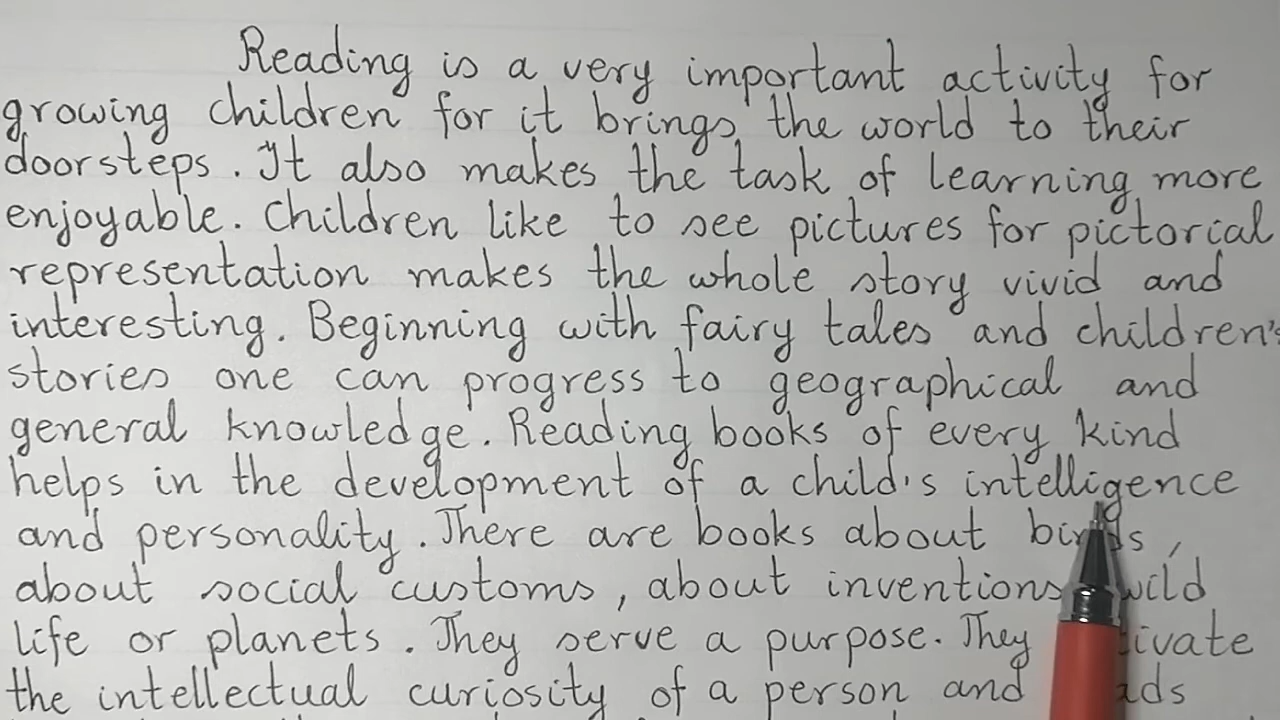 Reading is a very important activity for
growing children for it brings the world to their
doorsteps. It also makes the task of learning more
enjoyable. Children like to see pictures for pictorial
representation makes the whole story vivid and
interesting. Beginning with fairy tales and children's
stories one can progress to geographical and
general knowledge. Reading books of every kind
helps in the development of a child's intelligence
and personality. There are books about birds,
about social customs, about inventions wild
life or planets. They serve a purpose. They
the intellectual curiosity of a person and